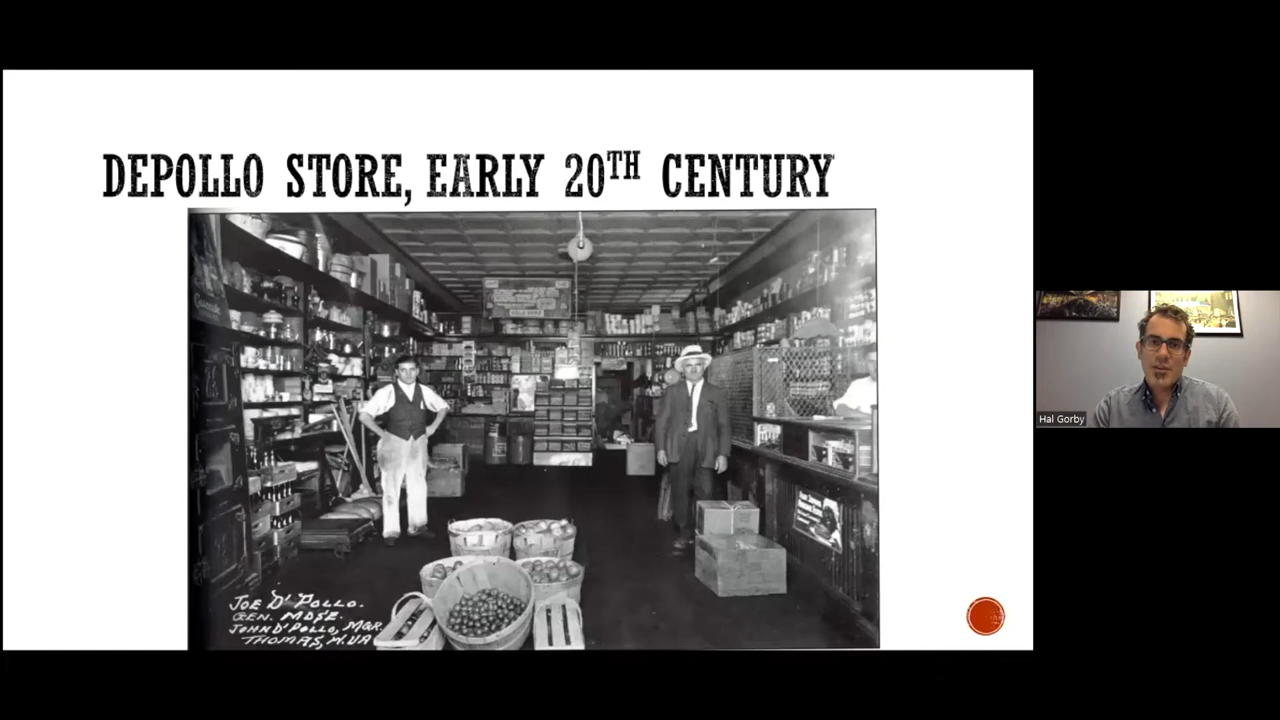 DEPOLLO STORE, EARLY 20TH CENTURY
JOE D'POLLO.
GEN. MDSE.
JOHN D'POLLO, MGR.
THOMAS, W.VA
Hal Gorby